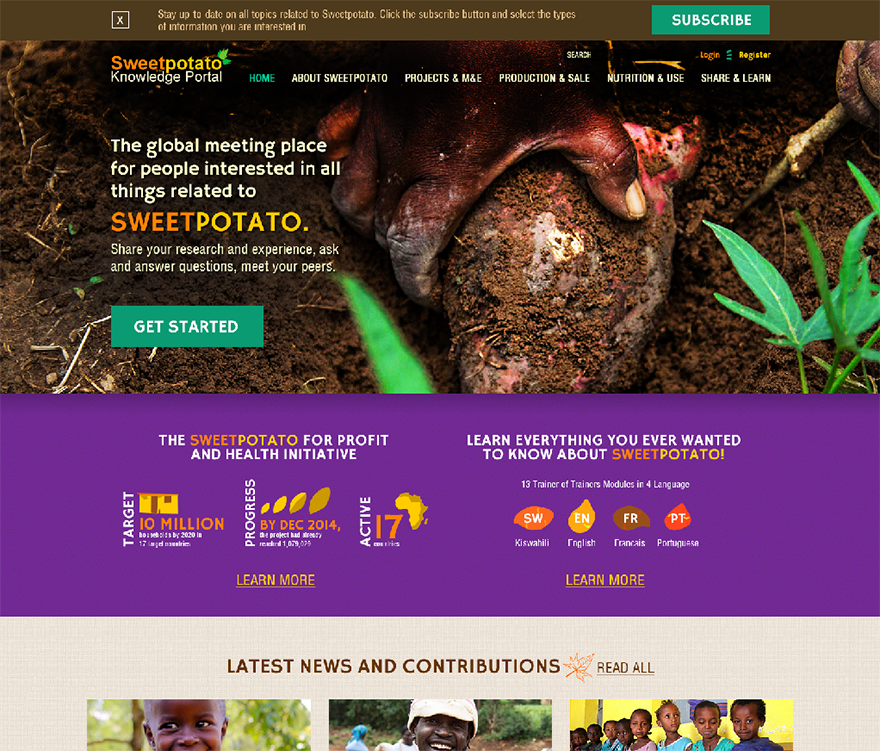 X
Stay up to date on all topics related to Sweetpotato. Click the subscribe button and select the types
of information you are interested in
SUBSCRIBE
Sweetpotato
Knowledge Portal
SEARCH
Login
Register
HOME
ABOUT SWEETPOTATO
PROJECTS & M&E
PRODUCTION & SALE
NUTRITION & USE
SHARE & LEARN
The global meeting place
for people interested in all
things related to
SWEETPOTATO.
Share your research and experience, ask
and answer questions, meet your peers.
GET STARTED
THE SWEETPOTATO FOR PROFIT
AND HEALTH INITIATIVE
TARGET
10 MILLION
households by 2020 in
17 target countries
PROGRESS
BY DEC 2014,
the project had already
reached 1,079,029
ACTIVE
17
countries
LEARN MORE
LEARN EVERYTHING YOU EVER WANTED
TO KNOW ABOUT SWEETPOTATO!
13 Trainer of Trainers Modules in 4 Language
SW
EN
FR
PT
Kiswahili
English
Francais
Portuguese
LEARN MORE
LATEST NEWS AND CONTRIBUTIONS
READ ALL